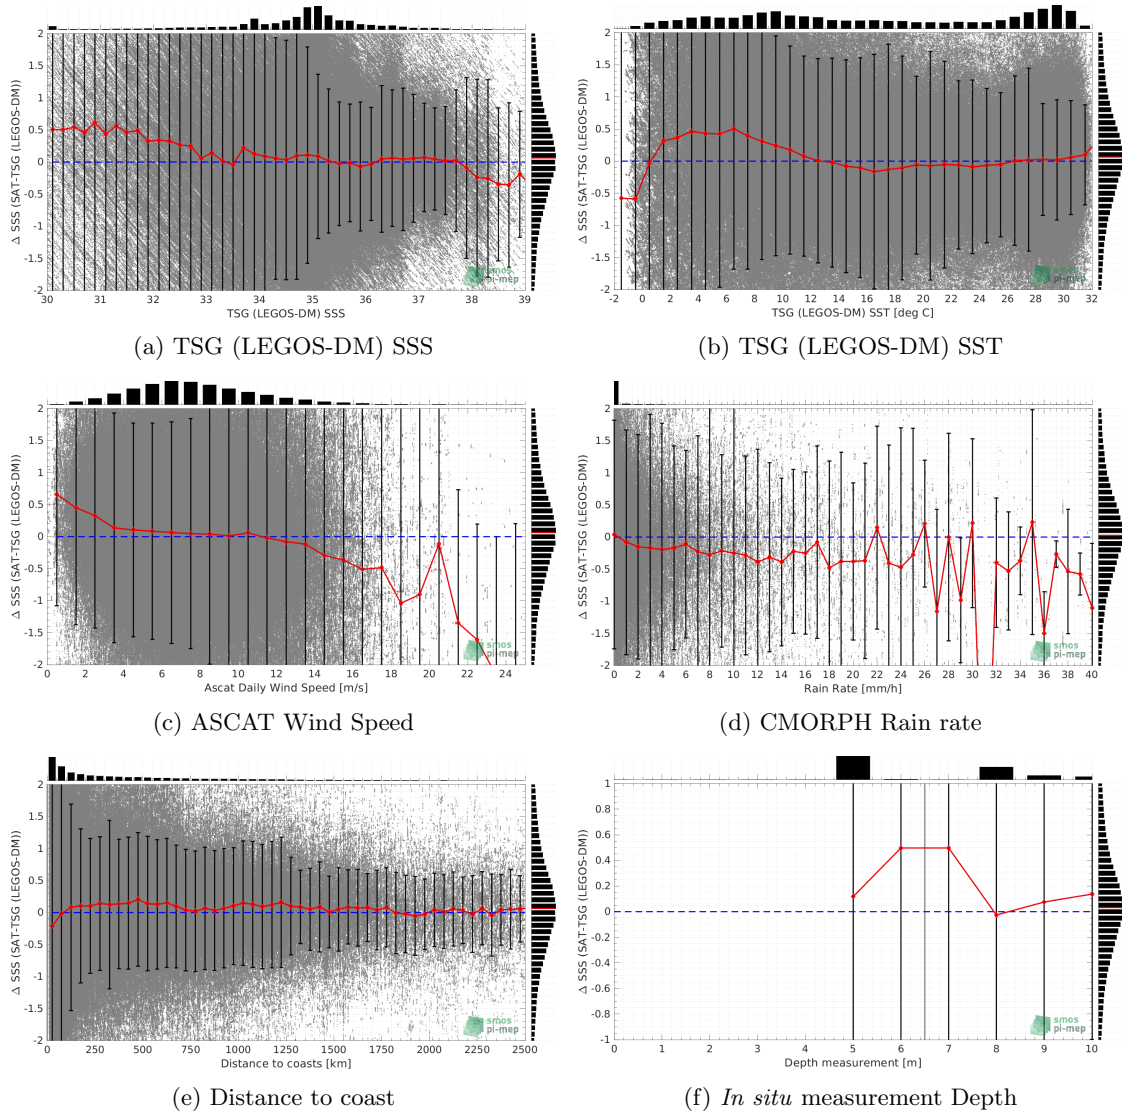 2
1.5
1
0.5
0
-0.5
-1
-1.5
-2
Δ SSS (SAT-TSG (LEGOS-DM))
30 31 32 33 34 35 36 37 38 39
TSG (LEGOS-DM) SSS
smos
pi-mep
(a) TSG (LEGOS-DM) SSS
2
1.5
1
0.5
0
-0.5
-1
-1.5
-2
Δ SSS (SAT-TSG (LEGOS-DM))
-2 0 2 4 6 8 10 12 14 16 18 20 22 24 26 28 30 32
TSG (LEGOS-DM) SST [deg C]
smos
pi-mep
(b) TSG (LEGOS-DM) SST
2
1.5
1
0.5
0
-0.5
-1
-1.5
-2
Δ SSS (SAT-TSG (LEGOS-DM))
0 2 4 6 8 10 12 14 16 18 20 22 24
Ascat Daily Wind Speed [m/s]
smos
pi-mep
(c) ASCAT Wind Speed
2
1.5
1
0.5
0
-0.5
-1
-1.5
-2
Δ SSS (SAT-TSG (LEGOS-DM))
0 2 4 6 8 10 12 14 16 18 20 22 24 26 28 30 32 34 36 38 40
Rain Rate [mm/h]
smos
pi-mep
(d) CMORPH Rain rate
2
1.5
1
0.5
0
-0.5
-1
-1.5
-2
Δ SSS (SAT-TSG (LEGOS-DM))
0 250 500 750 1000 1250 1500 1750 2000 2250 2500
Distance to coasts [km]
smos
pi-mep
(e) Distance to coast
1
0.8
0.6
0.4
0.2
0
-0.2
-0.4
-0.6
-0.8
-1
Δ SSS (SAT-TSG (LEGOS-DM))
0 1 2 3 4 5 6 7 8 9 10
Depth measurement [m]
smos
pi-mep
(f) In situ measurement Depth